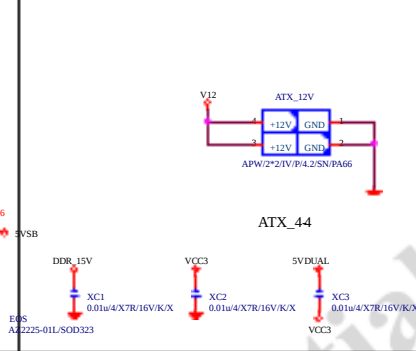 V12
ATX_12V
4 +12V GND 1
3 +12V GND 2
APW/2*2/IV/P/4.2/SN/PA66
6
ATX_44
5VSB
DDR_15V
VCC3
5VDUAL
XC1
0.01u/4/X7R/16V/K/X
XC2
0.01u/4/X7R/16V/K/X
XC3
0.01u/4/X7R/16V/K/X
EOS
AZ2225-01L/SOD323
VCC3
tial